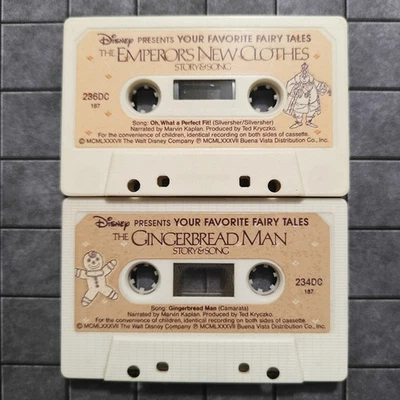 Disney PRESENTS YOUR FAVORITE FAIRY TALES
THE EMPEROR'S NEW CLOTHES
STORY & SONG
236DC
187
Song: Oh, What a Perfect Fit! (Silversher/Silversher)
Narrated by Marvin Kaplan. Produced by Ted Kryczko.
For the convenience of children, identical recording on both sides of cassette.
© MCMLXXXVII The Walt Disney Company ℗ MCMLXXXVII Buena Vista Distribution Co., Inc.
Disney PRESENTS YOUR FAVORITE FAIRY TALES
THE GINGERBREAD MAN
STORY & SONG
234DC
187
Song: Gingerbread Man (Camarata)
Narrated by Marvin Kaplan. Produced by Ted Kryczko.
For the convenience of children, identical recording on both sides of cassette.
© MCMLXXXVII The Walt Disney Company ℗ MCMLXXXVII Buena Vista Distribution Co., Inc.